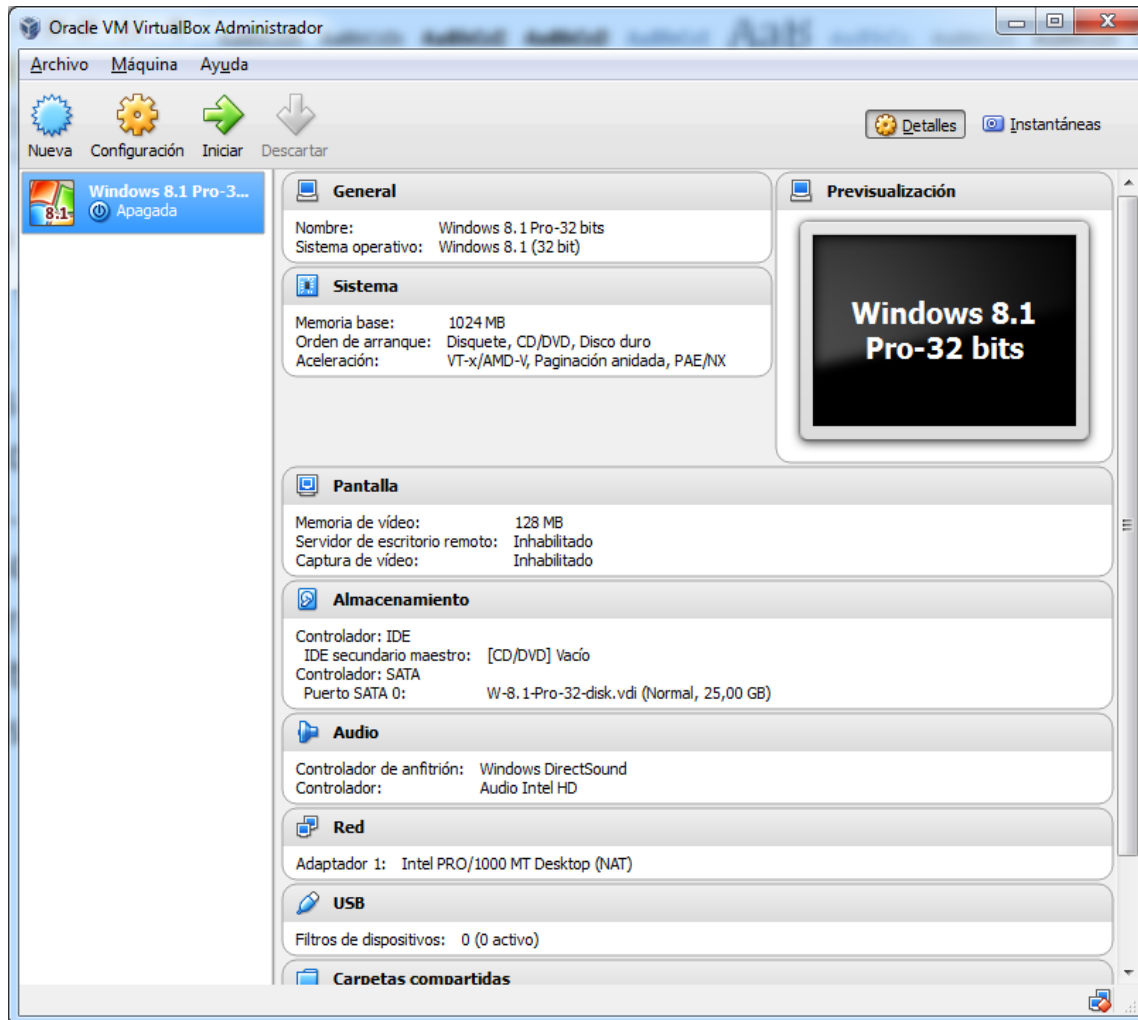 Oracle VM VirtualBox Administrador
Archivo Máquina Ayuda
Nueva Configuración Iniciar Descartar
Detalles Instantáneas
Windows 8.1 Pro-3...
Apagada
8.1
General
Nombre: Windows 8.1 Pro-32 bits
Sistema operativo: Windows 8.1 (32 bit)
Sistema
Memoria base: 1024 MB
Orden de arranque: Disquete, CD/DVD, Disco duro
Aceleración: VT-x/AMD-V, Paginación anidada, PAE/NX
Previsualización
Windows 8.1
Pro-32 bits
Pantalla
Memoria de vídeo: 128 MB
Servidor de escritorio remoto: Inhabilitado
Captura de vídeo: Inhabilitado
Almacenamiento
Controlador: IDE
IDE secundario maestro: [CD/DVD] Vacío
Controlador: SATA
Puerto SATA 0: W-8.1-Pro-32-disk.vdi (Normal, 25,00 GB)
Audio
Controlador de anfitrión: Windows DirectSound
Controlador: Audio Intel HD
Red
Adaptador 1: Intel PRO/1000 MT Desktop (NAT)
USB
Filtros de dispositivos: 0 (0 activo)
Carpetas compartidas